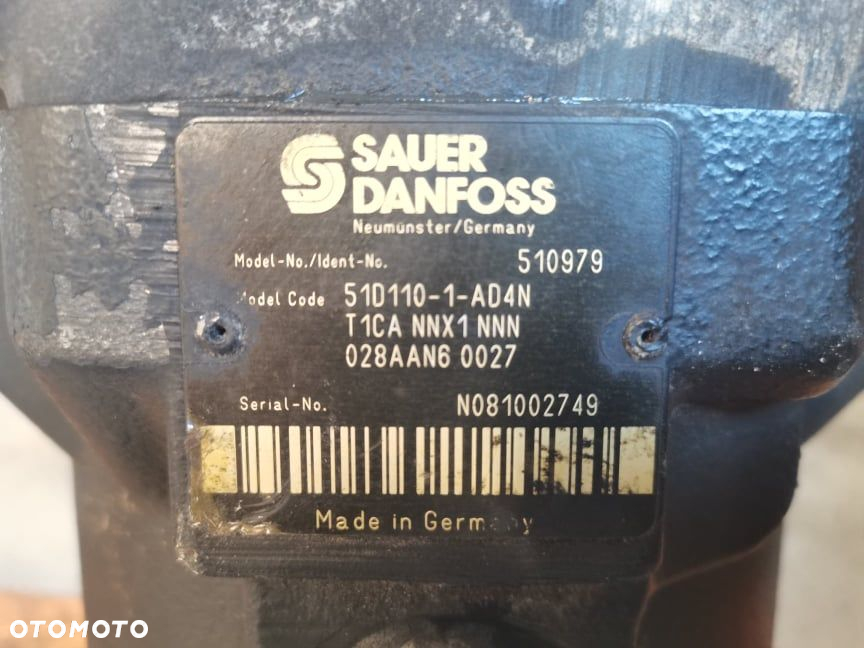 SAUER
DANFOSS
Neumünster/Germany
Model-No./Ident-No. 510979
Model Code 51D110-1-AD4N
T1CA NNX1 NNN
028AAN6 0027
Serial-No. N081002749
Made in Germany
OTOMOTO